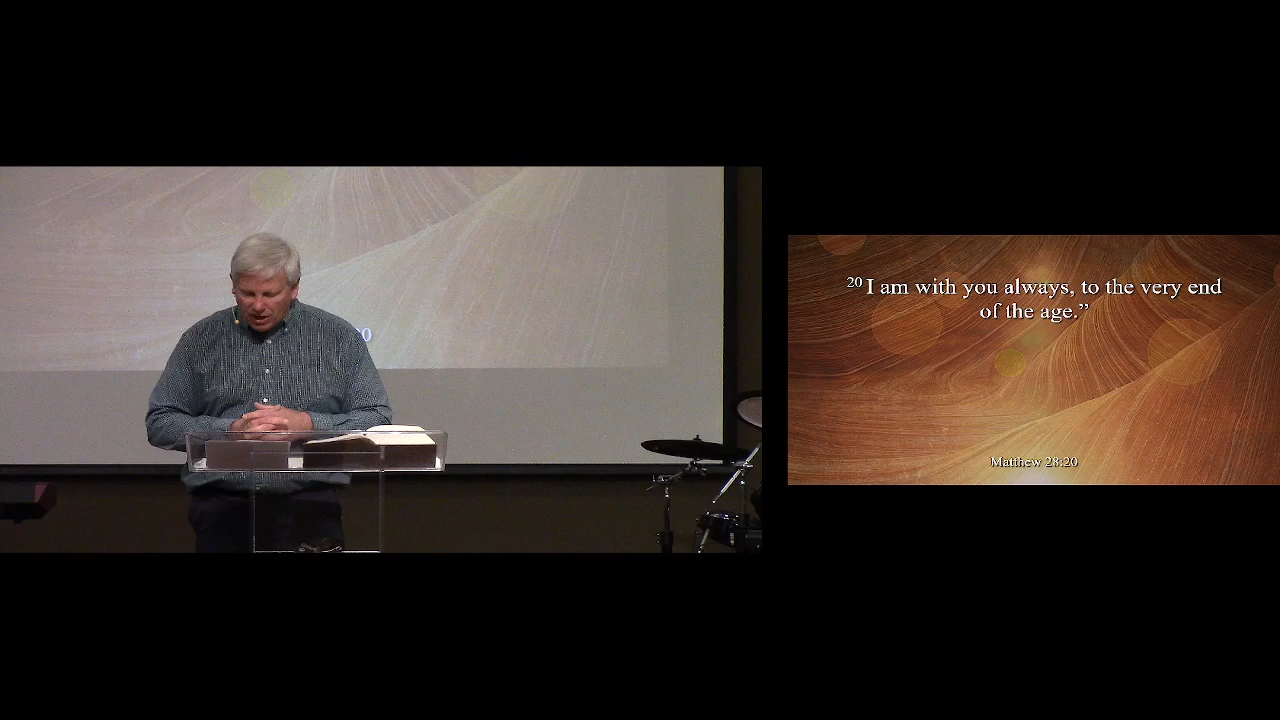 20 I am with you always, to the very end
of the age.”
Matthew 28:20